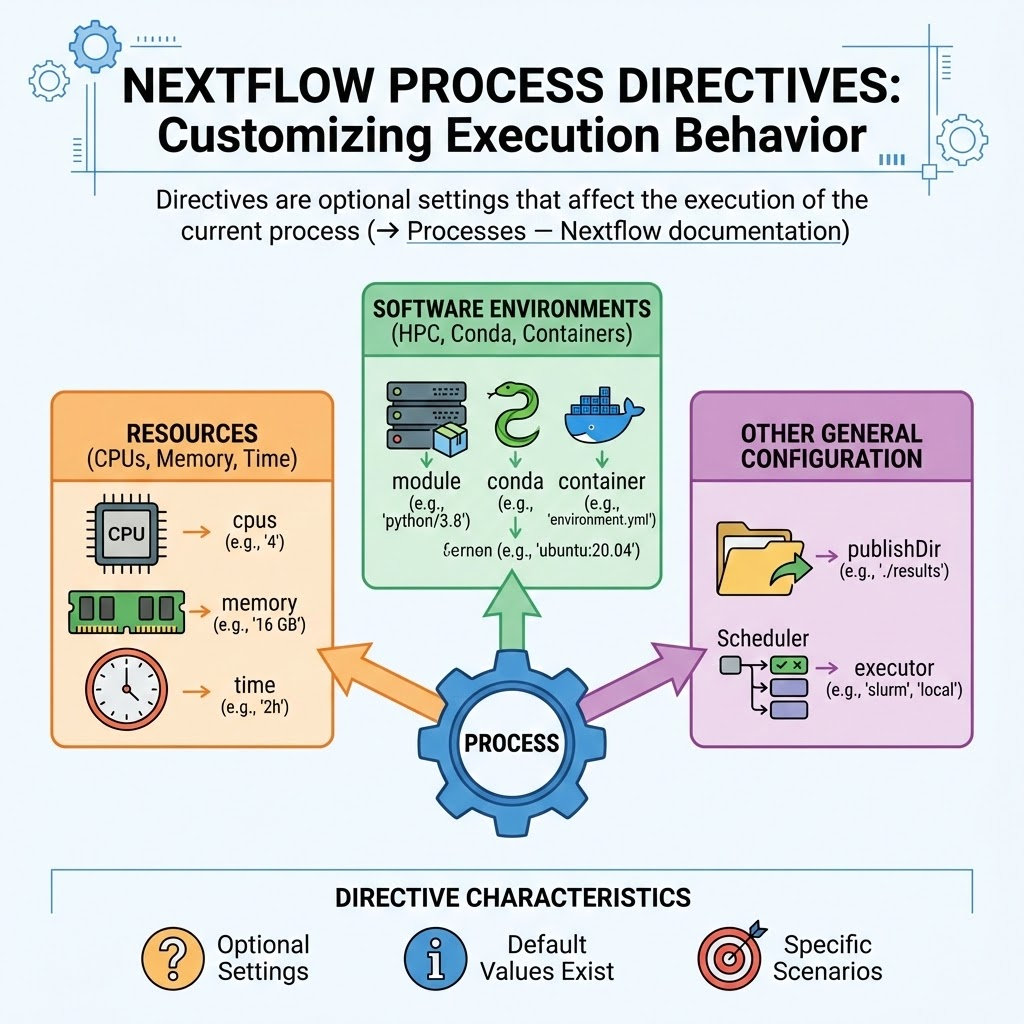 NEXTFLOW PROCESS DIRECTIVES:
Customizing Execution Behavior
Directives are optional settings that affect the execution of the
current process (→ Processes — Nextflow documentation)
SOFTWARE ENVIRONMENTS
(HPC, Conda, Containers)
module
(e.g.,
'python/3.8')
conda
(e.g.,
container
(e.g.,
'environment.yml')
(e.g., 'ubuntu:20.04')
RESOURCES
(CPUs, Memory, Time)
CPU
cpus
(e.g., '4')
memory
(e.g., '16 GB')
time
(e.g., '2h')
OTHER GENERAL
CONFIGURATION
publishDir
(e.g., './results')
Scheduler
executor
(e.g., 'slurm', 'local')
PROCESS
DIRECTIVE CHARACTERISTICS
?
Optional
Settings
i
Default
Values Exist
Specific
Scenarios